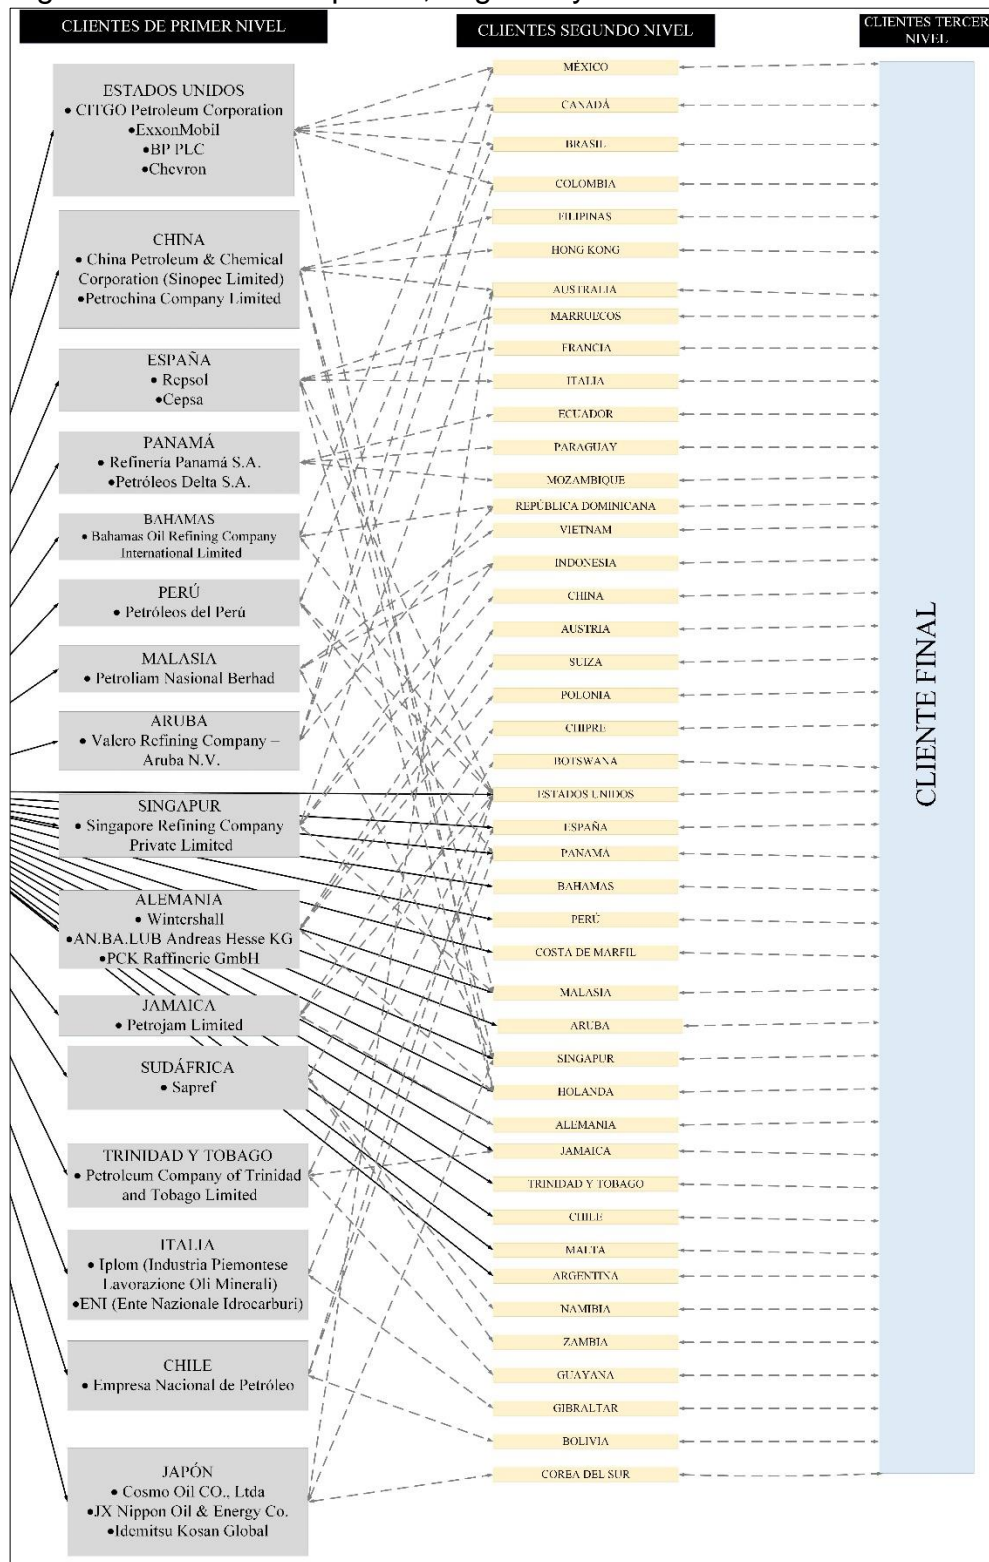 CLIENTES DE PRIMER NIVEL
CLIENTES SEGUNDO NIVEL
CLIENTES TERCER
NIVEL
ESTADOS UNIDOS
• CITGO Petroleum Corporation
•ExxonMobil
•BP PLC
•Chevron
CHINA
• China Petroleum & Chemical
Corporation (Sinopec Limited)
•Petrochina Company Limited
ESPAÑA
• Repsol
•Cepsa
PANAMÁ
• Refinería Panamá S.A.
•Petróleos Delta S.A.
BAHAMAS
• Bahamas Oil Refining Company
International Limited
PERÚ
• Petróleos del Perú
MALASIA
• Petroliam Nasional Berhad
ARUBA
• Valero Refining Company –
Aruba N.V.
SINGAPUR
• Singapore Refining Company
Private Limited
ALEMANIA
• Wintershall
•AN.BA.LUB Andreas Hesse KG
•PCK Raffinerie GmbH
JAMAICA
• Petrojam Limited
SUDÁFRICA
• Sapref
TRINIDAD Y TOBAGO
• Petroleum Company of Trinidad
and Tobago Limited
ITALIA
• Iplom (Industria Piemontese
Lavorazione Oli Minerali)
•ENI (Ente Nazionale Idrocarburi)
CHILE
• Empresa Nacional de Petróleo
JAPÓN
• Cosmo Oil CO., Ltda
•JX Nippon Oil & Energy Co.
•Idemitsu Kosan Global
MÉXICO
CANADÁ
BRASIL
COLOMBIA
FILIPINAS
HONG KONG
AUSTRALIA
MARRUECOS
FRANCIA
ITALIA
ECUADOR
PARAGUAY
MOZAMBIQUE
REPÚBLICA DOMINICANA
VIETNAM
INDONESIA
CHINA
AUSTRIA
SUIZA
POLONIA
CHIPRE
BOTSWANA
ESTADOS UNIDOS
ESPAÑA
PANAMA
BAHAMAS
PERÚ
COSTA DE MARFIL
MALASIA
ARUBA
SINGAPUR
HOLANDA
ALEMANIA
JAMAICA
TRINIDAD Y TOBAGO
CHILE
MALTA
ARGENTINA
NAMIBIA
ZAMBIA
GUAYANA
GIBRALTAR
BOLIVIA
COREA DEL SUR
CLIENTE FINAL